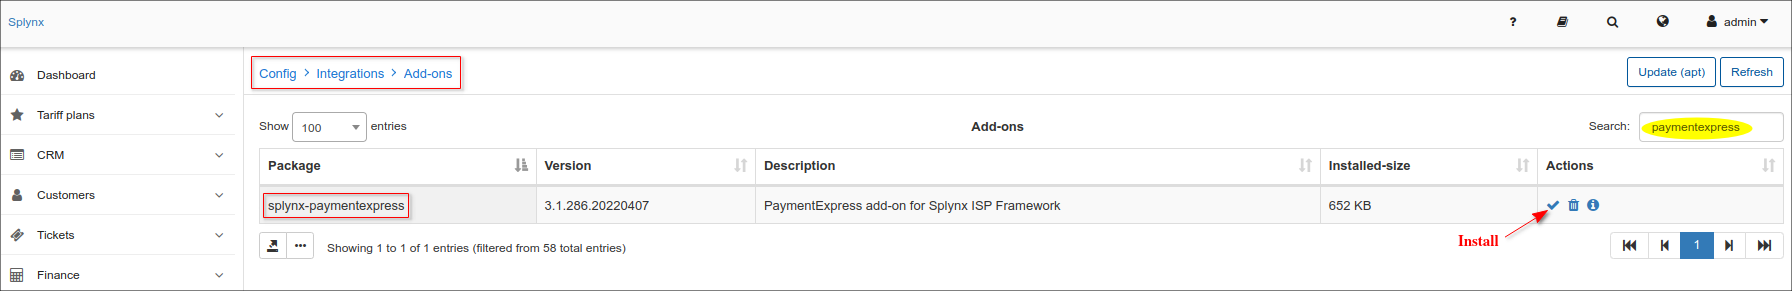 Splynx
? admin
Dashboard
Tariff plans
CRM
Customers
Tickets
Finance
Config > Integrations > Add-ons
Update (apt) Refresh
Show 100 entries
Add-ons
Search: paymentexpress
Package Version Description Installed-size Actions
splynx-paymentexpress 3.1.286.20220407 PaymentExpress add-on for Splynx ISP Framework 652 KB
Install
Showing 1 to 1 of 1 entries (filtered from 58 total entries)
1